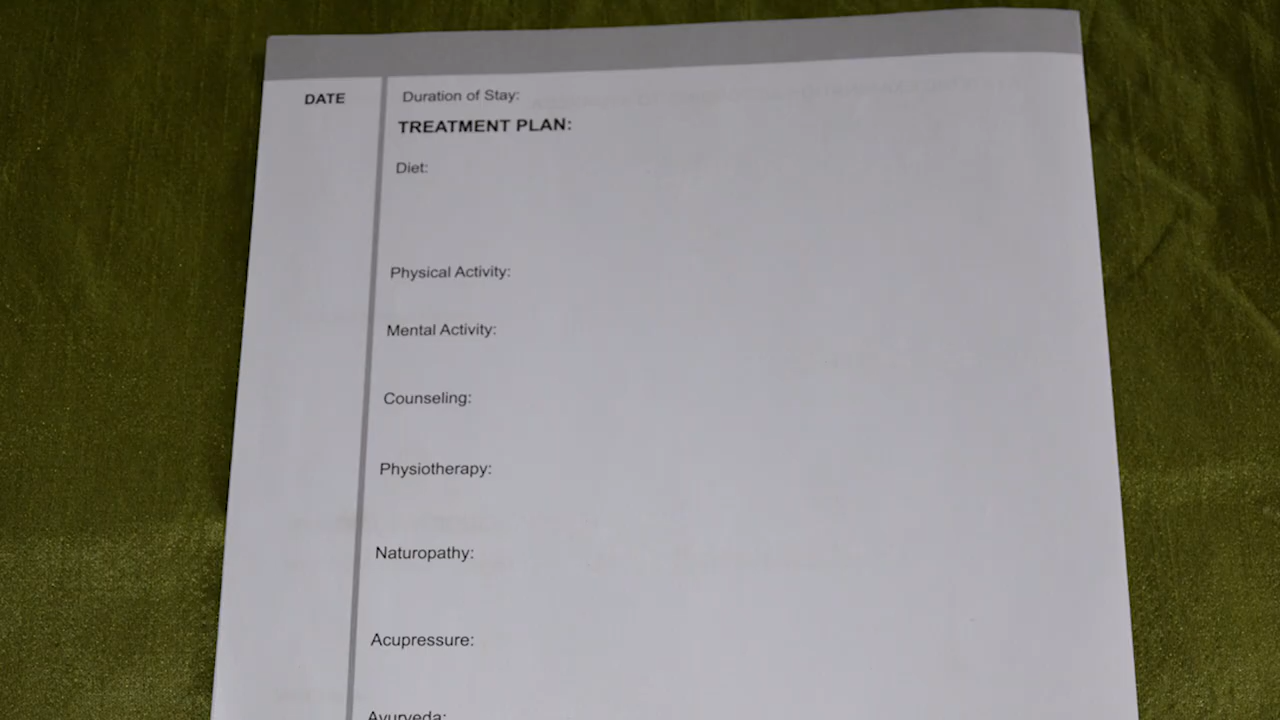 DATE
Duration of Stay:
TREATMENT PLAN:
Diet:
Physical Activity:
Mental Activity:
Counseling:
Physiotherapy:
Naturopathy:
Acupressure:
Ayurveda: